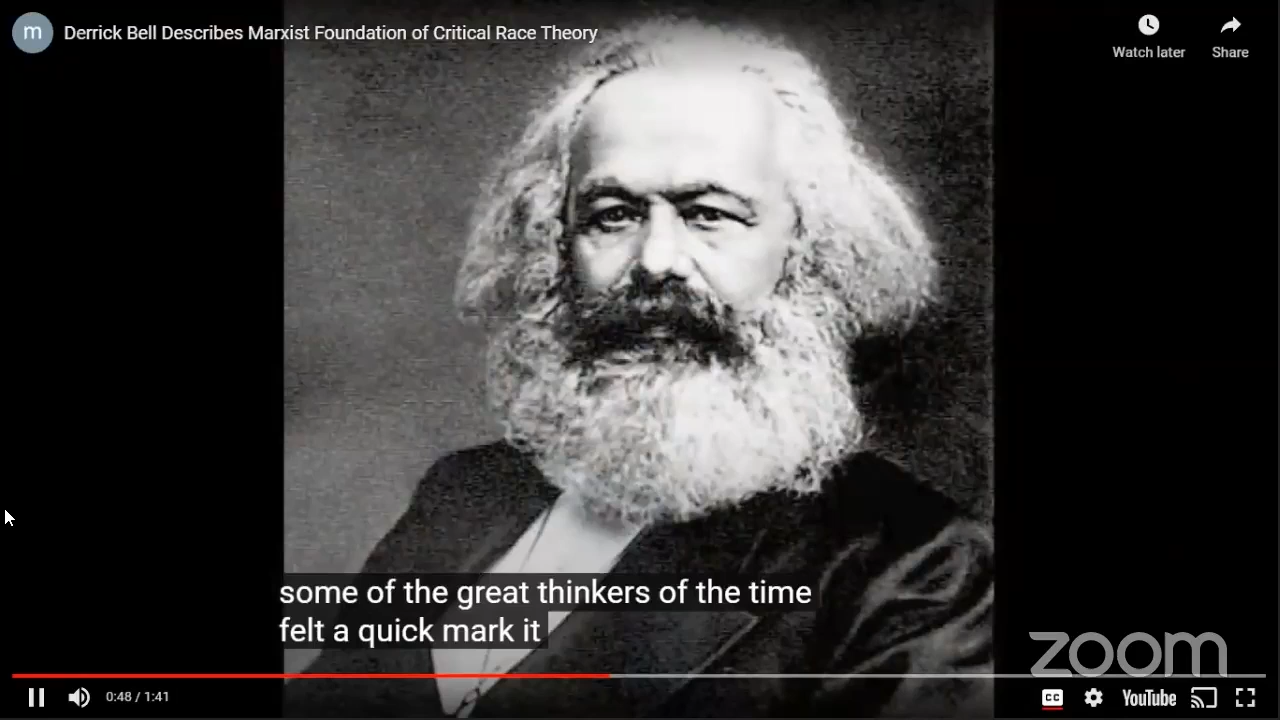 m
Derrick Bell Describes Marxist Foundation of Critical Race Theory
Watch later
Share
some of the great thinkers of the time
felt a quick mark it
zoom
0:48 / 1:41
CC
YouTube